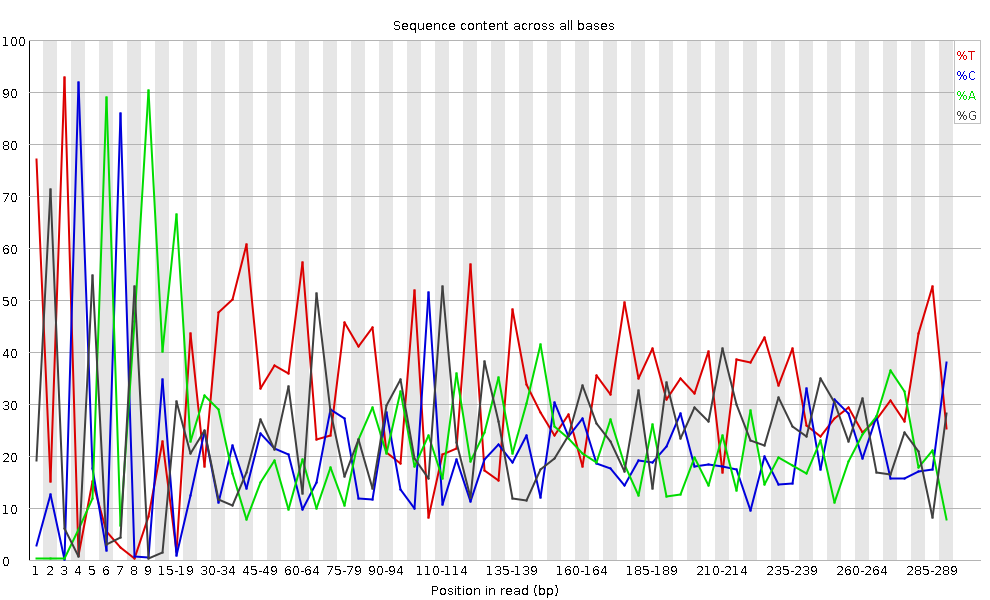 Sequence content across all bases
100
90
80
70
60
50
40
30
20
10
0
%T
%C
%A
%G
1 2 3 4 5 6 7 8 9 15-19 30-34 45-49 60-64 75-79 90-94 110-114 135-139 160-164 185-189 210-214 235-239 260-264 285-289
Position in read (bp)